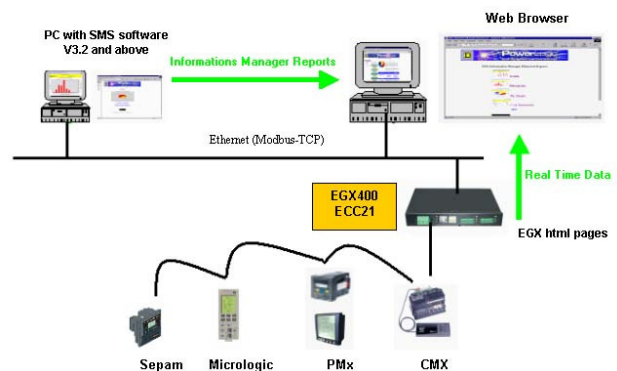 Web Browser
PC with SMS software
V3.2 and above
Informations Manager Reports
PowerLogic
Ethernet (Modbus-TCP)
Real Time Data
EGX400
ECC21
EGX html pages
Sepam
Micrologic
PMx
CMX